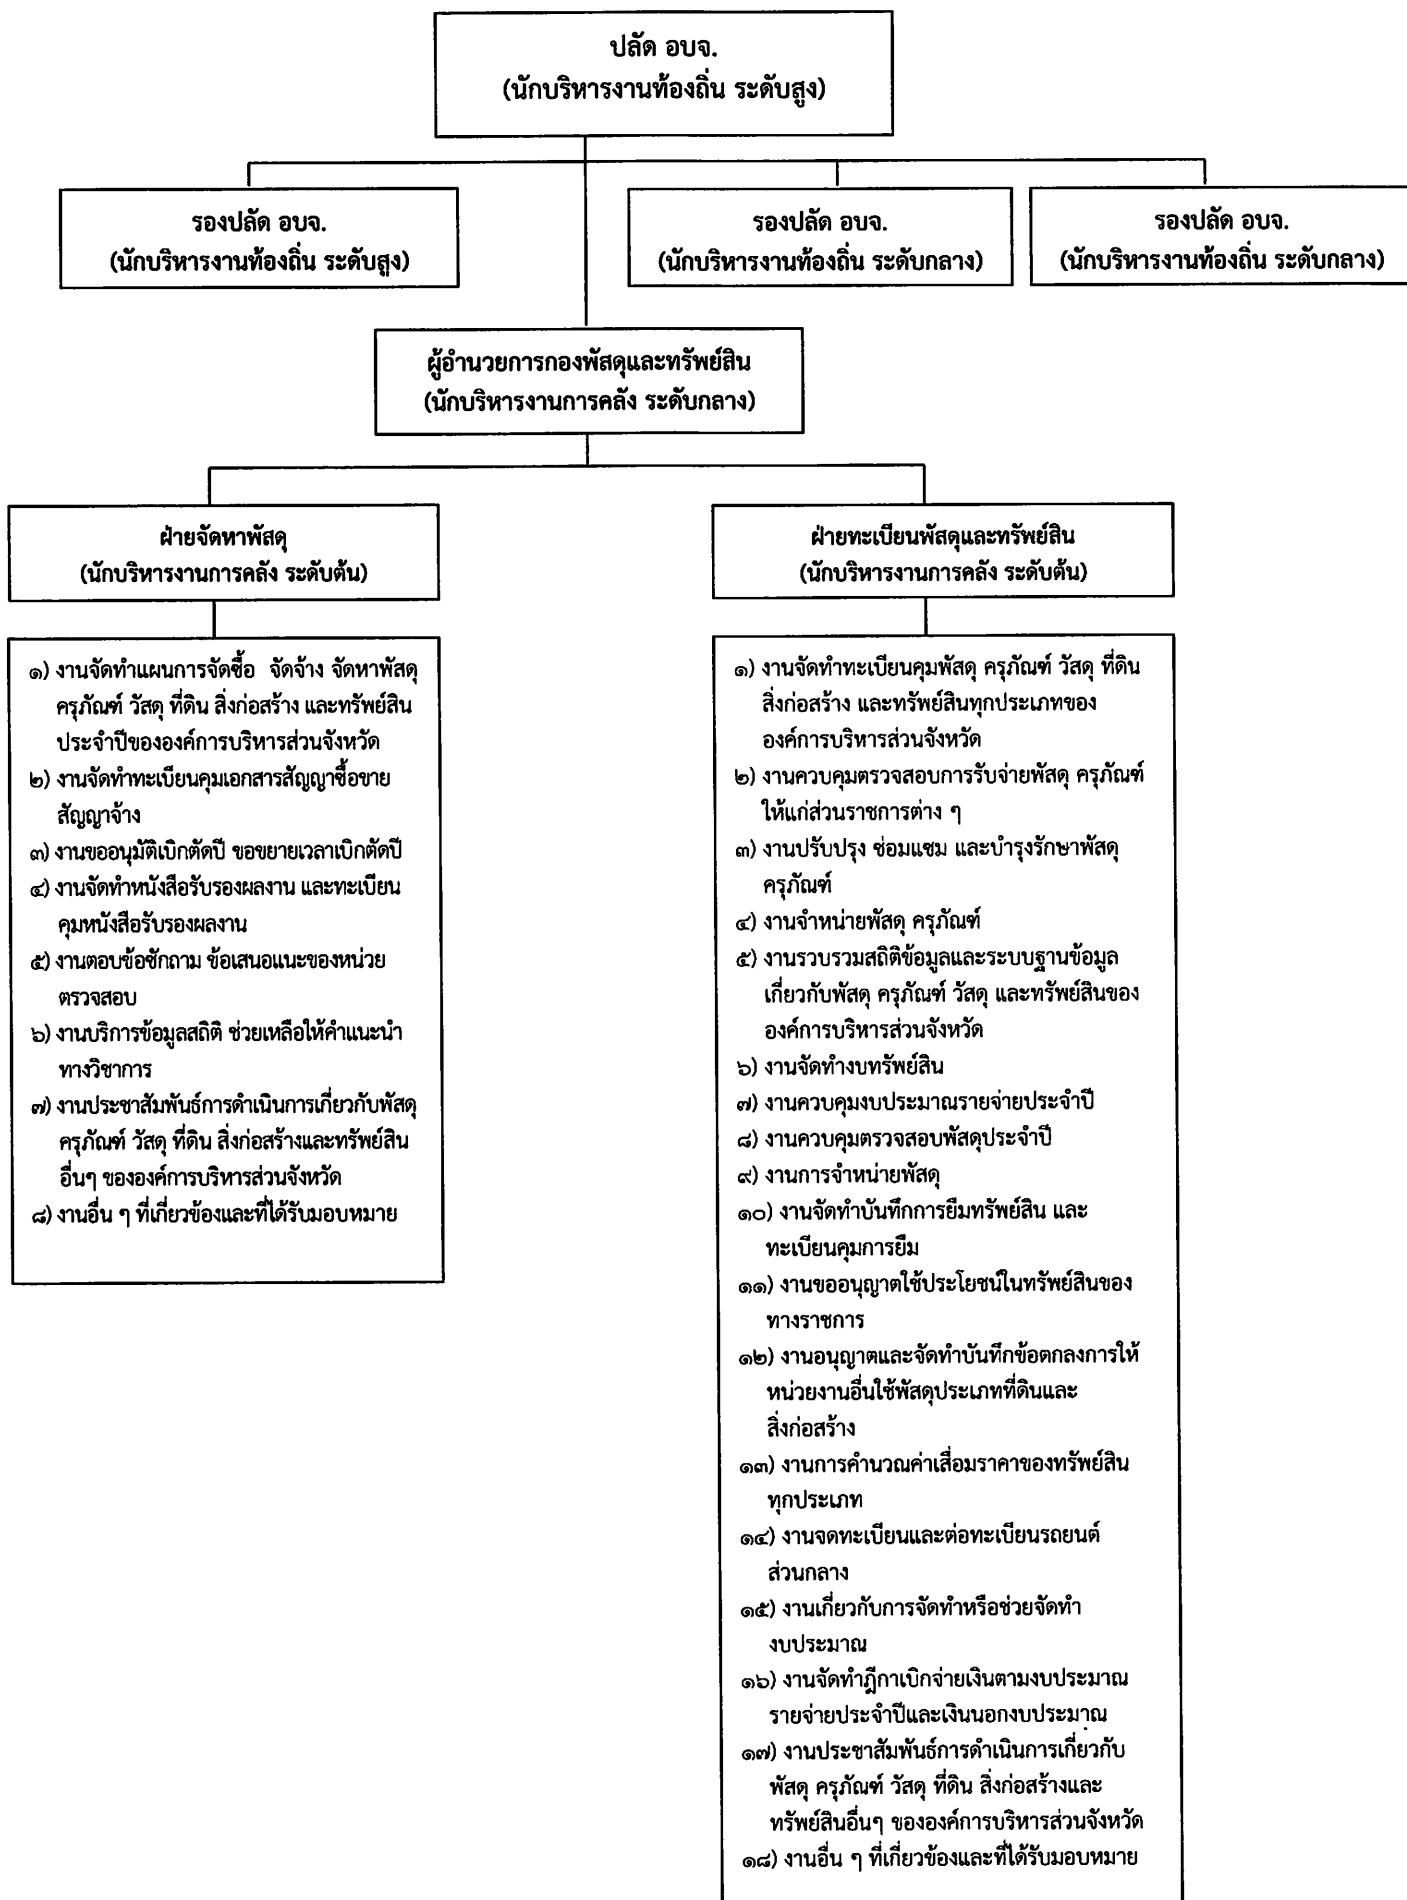 ปลัด อบจ.
(นักบริหารงานท้องถิ่น ระดับสูง)
รองปลัด อบจ.
(นักบริหารงานท้องถิ่น ระดับสูง)
รองปลัด อบจ.
(นักบริหารงานท้องถิ่น ระดับกลาง)
รองปลัด อบจ.
(นักบริหารงานท้องถิ่น ระดับกลาง)
ผู้อำนวยการกองพัสดุและทรัพย์สิน
(นักบริหารงานการคลัง ระดับกลาง)
ฝ่ายจัดหาพัสดุ
(นักบริหารงานการคลัง ระดับต้น)
๑) งานจัดทำแผนการจัดซื้อ จัดจ้าง จัดหาพัสดุ
ครุภัณฑ์ วัสดุ ที่ดิน สิ่งก่อสร้าง และทรัพย์สิน
ประจำปีขององค์การบริหารส่วนจังหวัด
๒) งานจัดทำทะเบียนคุมเอกสารสัญญาซื้อขาย
สัญญาจ้าง
๓) งานขออนุมัติเบิกตัดปี ขอขยายเวลาเบิกตัดปี
๔) งานจัดทำหนังสือรับรองผลงาน และทะเบียน
คุมหนังสือรับรองผลงาน
๕) งานตอบข้อซักถาม ข้อเสนอแนะของหน่วย
ตรวจสอบ
๖) งานบริการข้อมูลสถิติ ช่วยเหลือให้คำแนะนำ
ทางวิชาการ
๗) งานประชาสัมพันธ์การดำเนินการเกี่ยวกับพัสดุ
ครุภัณฑ์ วัสดุ ที่ดิน สิ่งก่อสร้างและทรัพย์สิน
อื่นๆ ขององค์การบริหารส่วนจังหวัด
๘) งานอื่น ๆ ที่เกี่ยวข้องและที่ได้รับมอบหมาย
ฝ่ายทะเบียนพัสดุและทรัพย์สิน
(นักบริหารงานการคลัง ระดับต้น)
๑) งานจัดทำทะเบียนคุมพัสดุ ครุภัณฑ์ วัสดุ ที่ดิน
สิ่งก่อสร้าง และทรัพย์สินทุกประเภทของ
องค์การบริหารส่วนจังหวัด
๒) งานควบคุมตรวจสอบการรับจ่ายพัสดุ ครุภัณฑ์
ให้แก่ส่วนราชการต่าง ๆ
๓) งานปรับปรุง ซ่อมแซม และบำรุงรักษาพัสดุ
ครุภัณฑ์
๔) งานจำหน่ายพัสดุ ครุภัณฑ์
๕) งานรวบรวมสถิติข้อมูลและระบบฐานข้อมูล
เกี่ยวกับพัสดุ ครุภัณฑ์ วัสดุ และทรัพย์สินของ
องค์การบริหารส่วนจังหวัด
๖) งานจัดทำงบทรัพย์สิน
๗) งานควบคุมงบประมาณรายจ่ายประจำปี
๘) งานควบคุมตรวจสอบพัสดุประจำปี
๙) งานการจำหน่ายพัสดุ
๑๐) งานจัดทำบันทึกการยืมทรัพย์สิน และ
ทะเบียนคุมการยืม
๑๑) งานขออนุญาตใช้ประโยชน์ในทรัพย์สินของ
ทางราชการ
๑๒) งานอนุญาตและจัดทำบันทึกข้อตกลงการให้
หน่วยงานอื่นใช้พัสดุประเภทที่ดินและ
สิ่งก่อสร้าง
๑๓) งานการคำนวณค่าเสื่อมราคาของทรัพย์สิน
ทุกประเภท
๑๔) งานจดทะเบียนและต่อทะเบียนรถยนต์
ส่วนกลาง
๑๕) งานเกี่ยวกับการจัดทำหรือช่วยจัดทำ
งบประมาณ
๑๖) งานจัดทำฎีกาเบิกจ่ายเงินตามงบประมาณ
รายจ่ายประจำปีและเงินนอกงบประมาณ
๑๗) งานประชาสัมพันธ์การดำเนินการเกี่ยวกับ
พัสดุ ครุภัณฑ์ วัสดุ ที่ดิน สิ่งก่อสร้างและ
ทรัพย์สินอื่นๆ ขององค์การบริหารส่วนจังหวัด
๑๘) งานอื่น ๆ ที่เกี่ยวข้องและที่ได้รับมอบหมาย